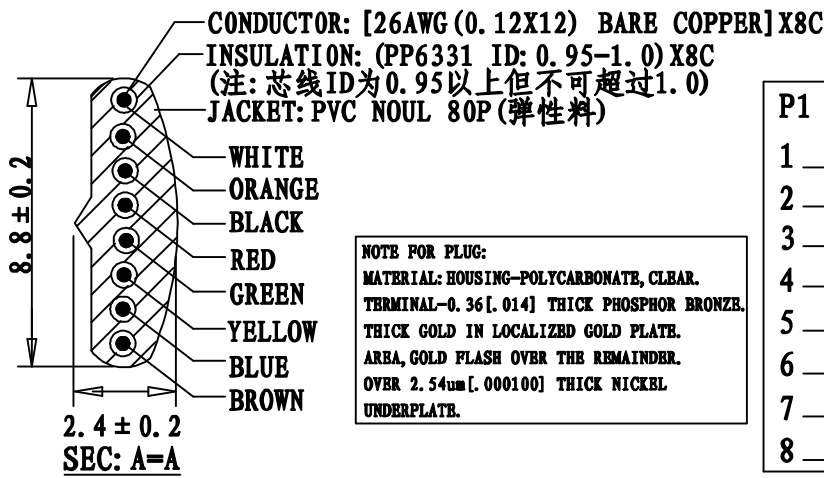 CONDUCTOR: [26AWG(0.12X12) BARE COPPER]X8C
INSULATION: (PP6331 ID:0.95-1.0)X8C
(注:芯线ID为0.95以上但不可超过1.0)
JACKET:PVC NOUL 80P(弹性料)
WHITE
ORANGE
BLACK
RED
GREEN
YELLOW
BLUE
BROWN
8.8±0.2
2.4±0.2
SEC: A=A
NOTE FOR PLUG:
MATERIAL:HOUSING-POLYCARBONATE,CLEAR.
TERMINAL-0.36[.014] THICK PHOSPHOR BRONZE.
THICK GOLD IN LOCALIZED GOLD PLATE.
AREA,GOLD FLASH OVER THE REMAINDER.
OVER 2.54um[.000100] THICK NICKEL
UNDERPLATE.
P1
1
2
3
4
5
6
7
8